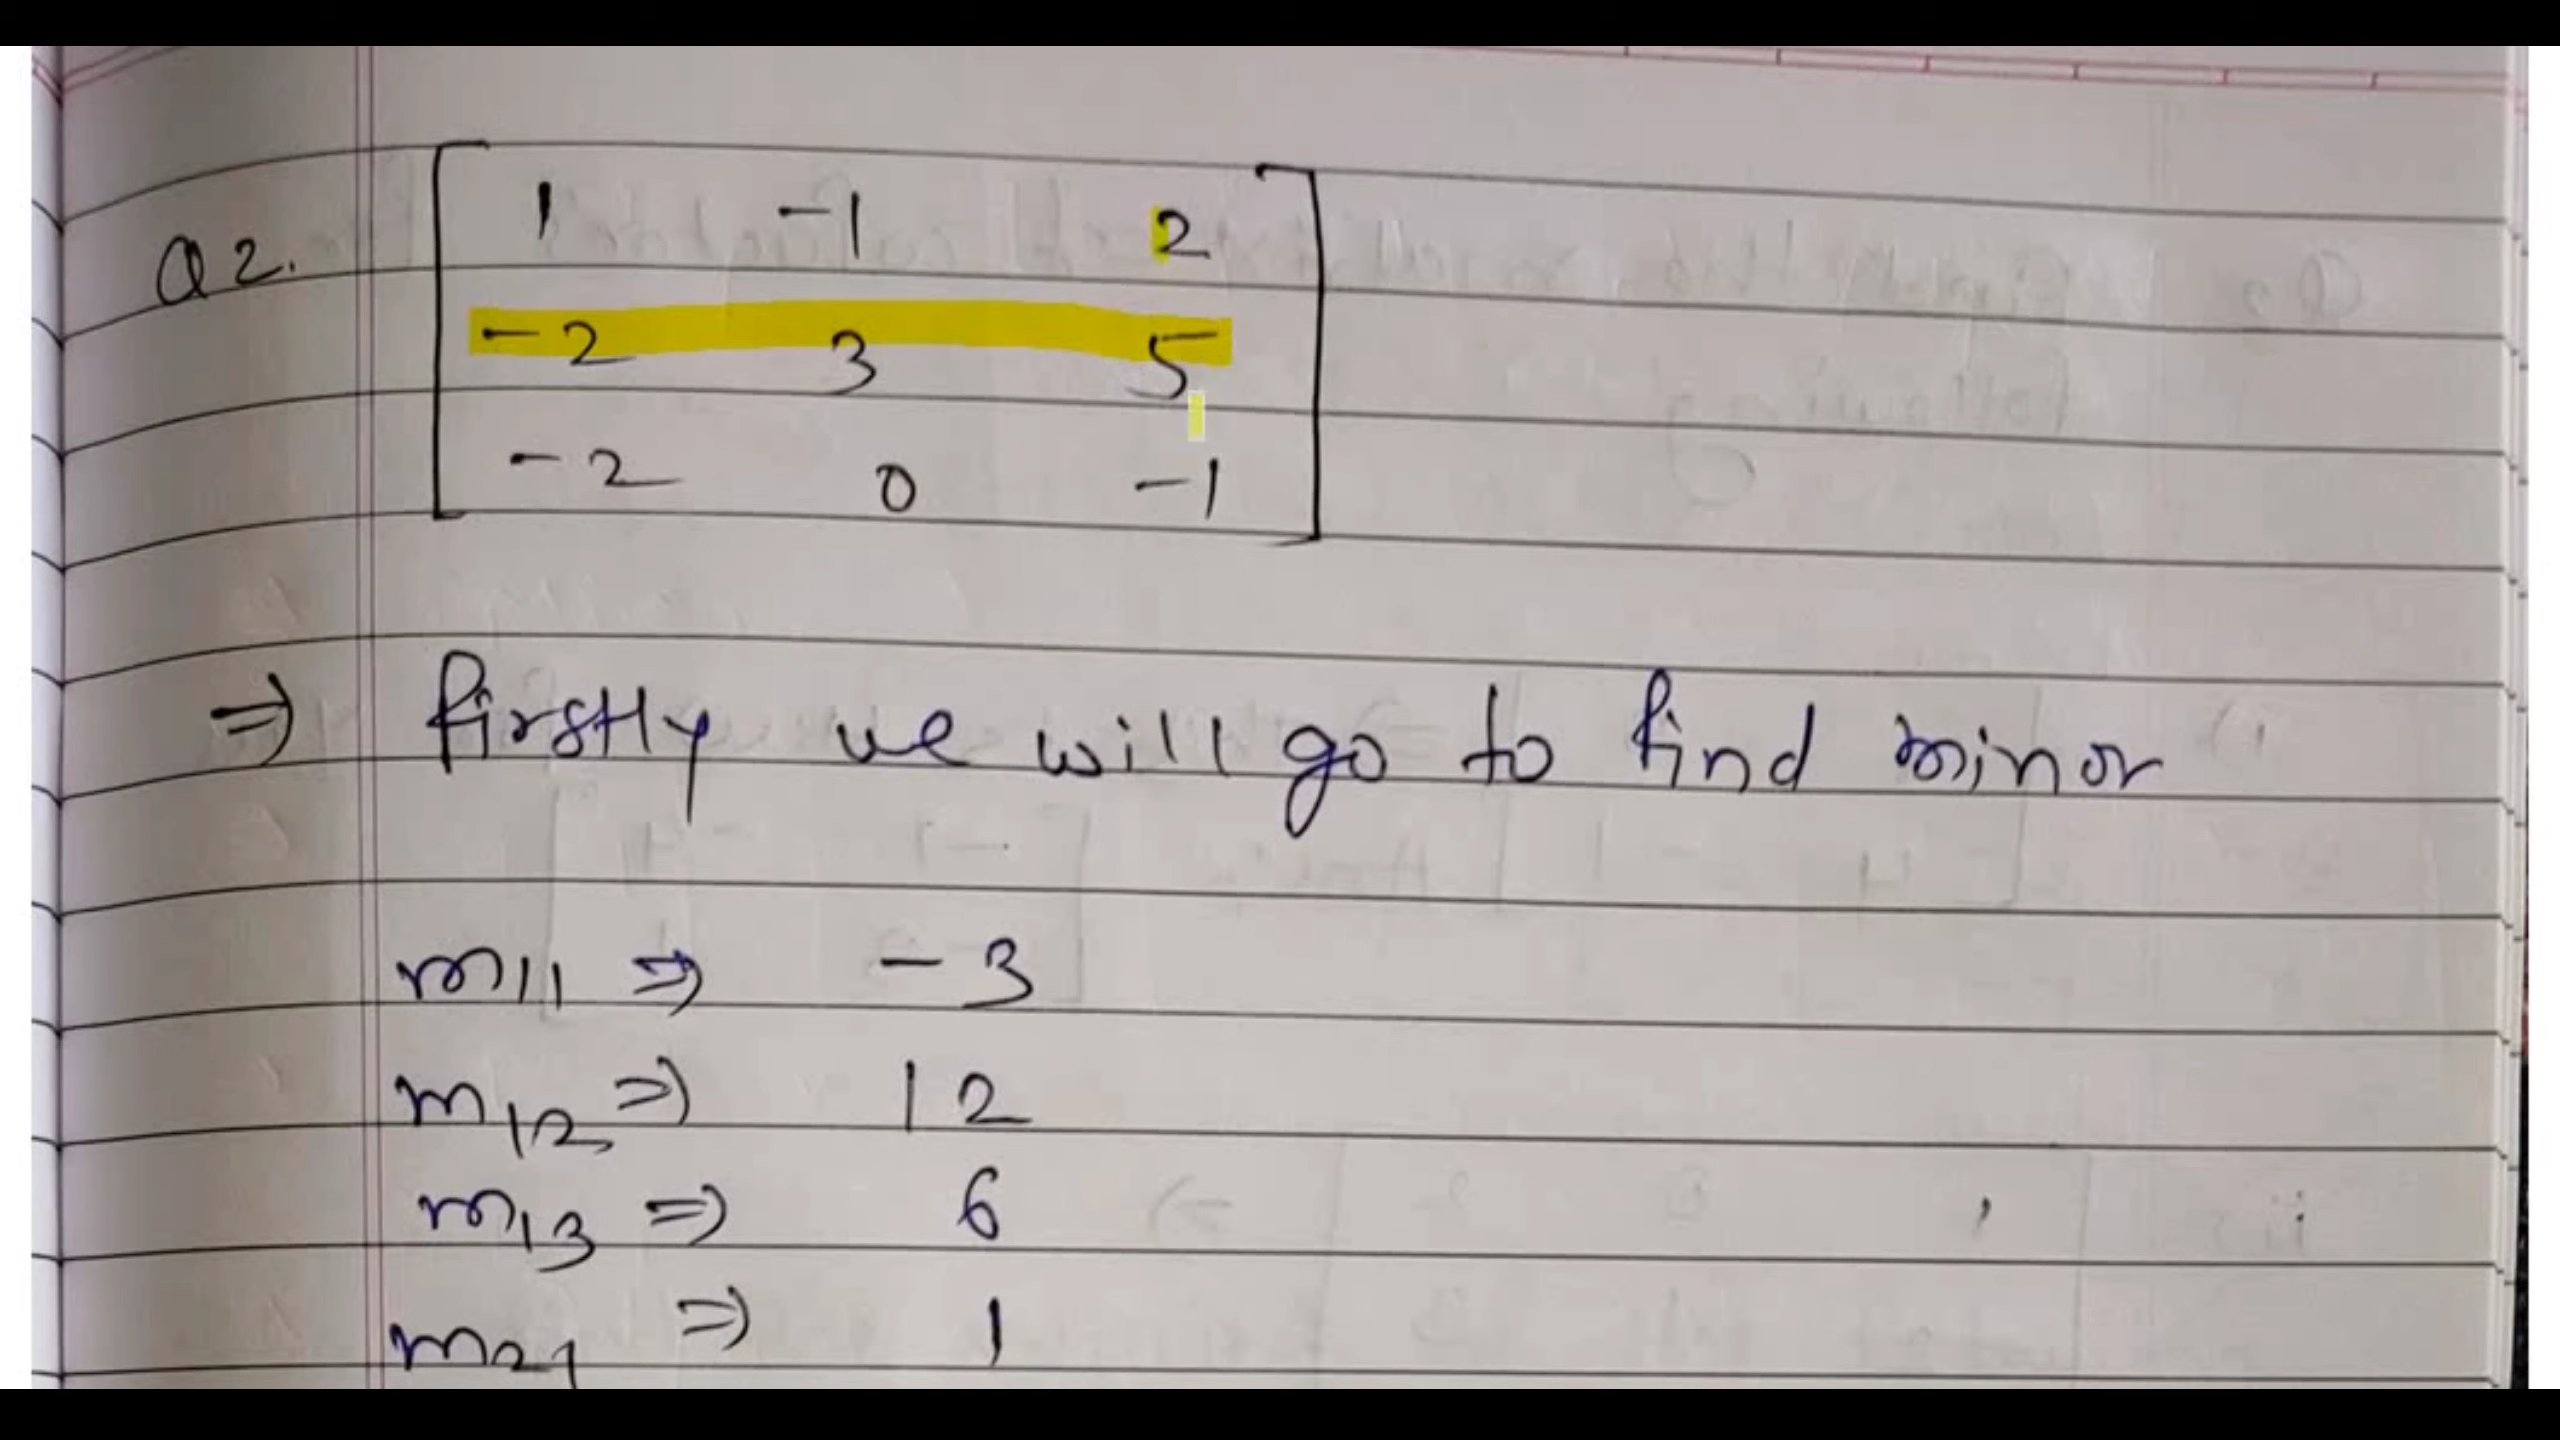 Q2. 1 -1 2
-2 3 5
-2 0 -1
⇒ firstly we will go to find minor
m11 ⇒ -3
m12 ⇒ 12
m13 ⇒ 6
m21 ⇒ 1